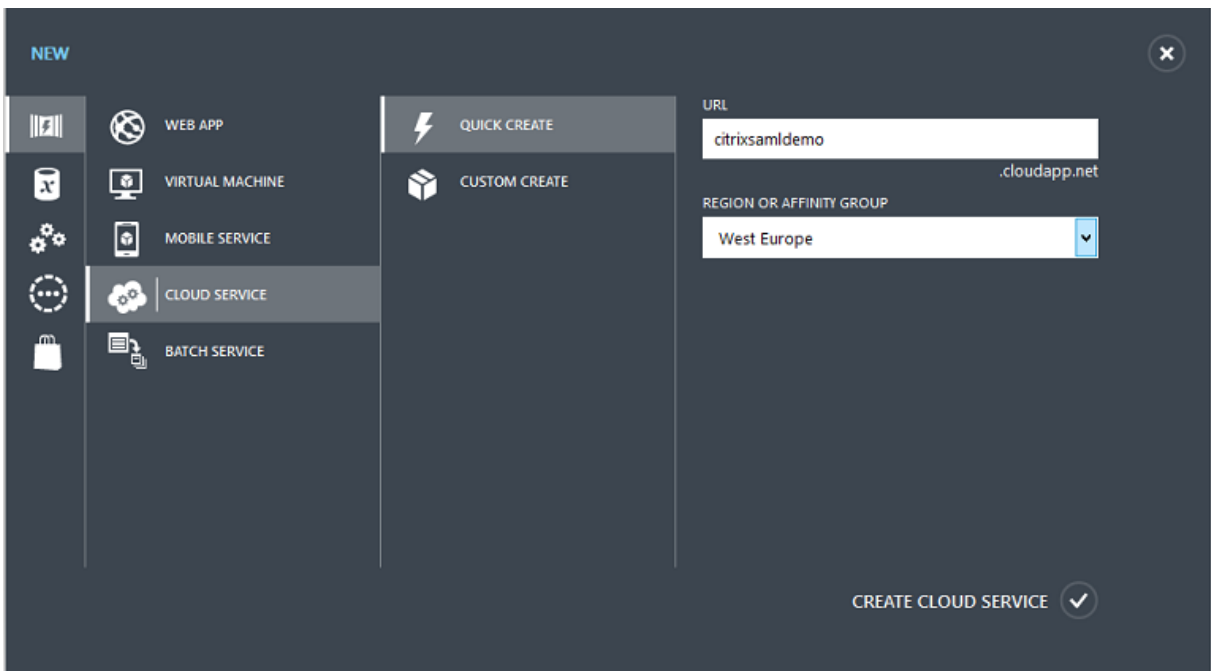 NEW
WEB APP
VIRTUAL MACHINE
MOBILE SERVICE
CLOUD SERVICE
BATCH SERVICE
QUICK CREATE
CUSTOM CREATE
URL
citrixsamldemo
.cloudapp.net
REGION OR AFFINITY GROUP
West Europe
CREATE CLOUD SERVICE